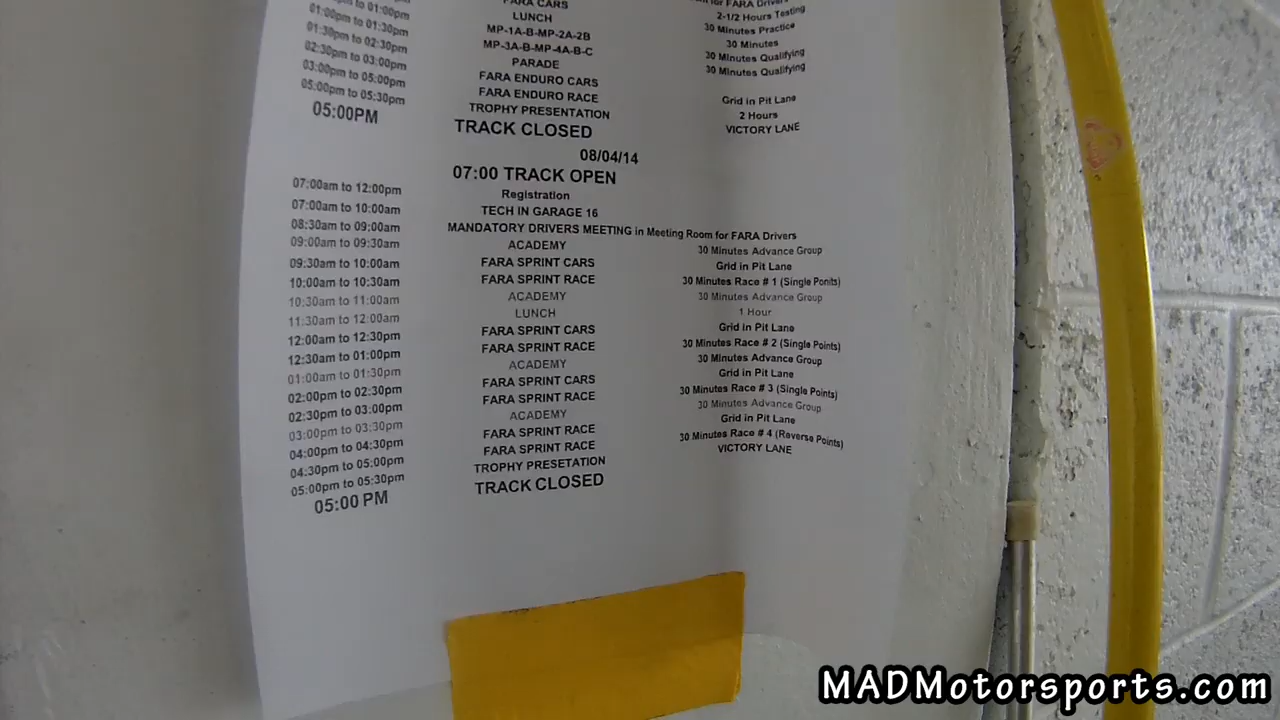 to 01:00pm FARA CARS for FARA Drivers
01:00pm to 01:30pm LUNCH 2-1/2 Hours Testing
01:30pm to 02:30pm MP-1A-B-MP-2A-2B 30 Minutes Practice
02:30pm to 03:00pm MP-3A-B-MP-4A-B-C 30 Minutes
03:00pm to 05:00pm PARADE 30 Minutes Qualifying
05:00pm to 05:30pm FARA ENDURO CARS 30 Minutes Qualifying
05:00PM FARA ENDURO RACE Grid in Pit Lane
TROPHY PRESENTATION 2 Hours
TRACK CLOSED VICTORY LANE
08/04/14
07:00 TRACK OPEN
07:00am to 12:00pm Registration
07:00am to 10:00am TECH IN GARAGE 16
08:30am to 09:00am MANDATORY DRIVERS MEETING in Meeting Room for FARA Drivers
09:00am to 09:30am ACADEMY 30 Minutes Advance Group
09:30am to 10:00am FARA SPRINT CARS Grid in Pit Lane
10:00am to 10:30am FARA SPRINT RACE 30 Minutes Race # 1 (Single Ponits)
10:30am to 11:00am ACADEMY 30 Minutes Advance Group
11:30am to 12:00am LUNCH 1 Hour
12:00am to 12:30pm FARA SPRINT CARS Grid in Pit Lane
12:30am to 01:00pm FARA SPRINT RACE 30 Minutes Race # 2 (Single Points)
01:00am to 01:30pm ACADEMY 30 Minutes Advance Group
02:00pm to 02:30pm FARA SPRINT CARS Grid in Pit Lane
02:30pm to 03:00pm FARA SPRINT RACE 30 Minutes Race # 3 (Single Points)
03:00pm to 03:30pm ACADEMY 30 Minutes Advance Group
04:00pm to 04:30pm FARA SPRINT RACE Grid in Pit Lane
04:30pm to 05:00pm FARA SPRINT RACE 30 Minutes Race # 4 (Reverse Points)
05:00pm to 05:30pm TROPHY PRESETATION VICTORY LANE
05:00 PM TRACK CLOSED
MADMotorsports.com